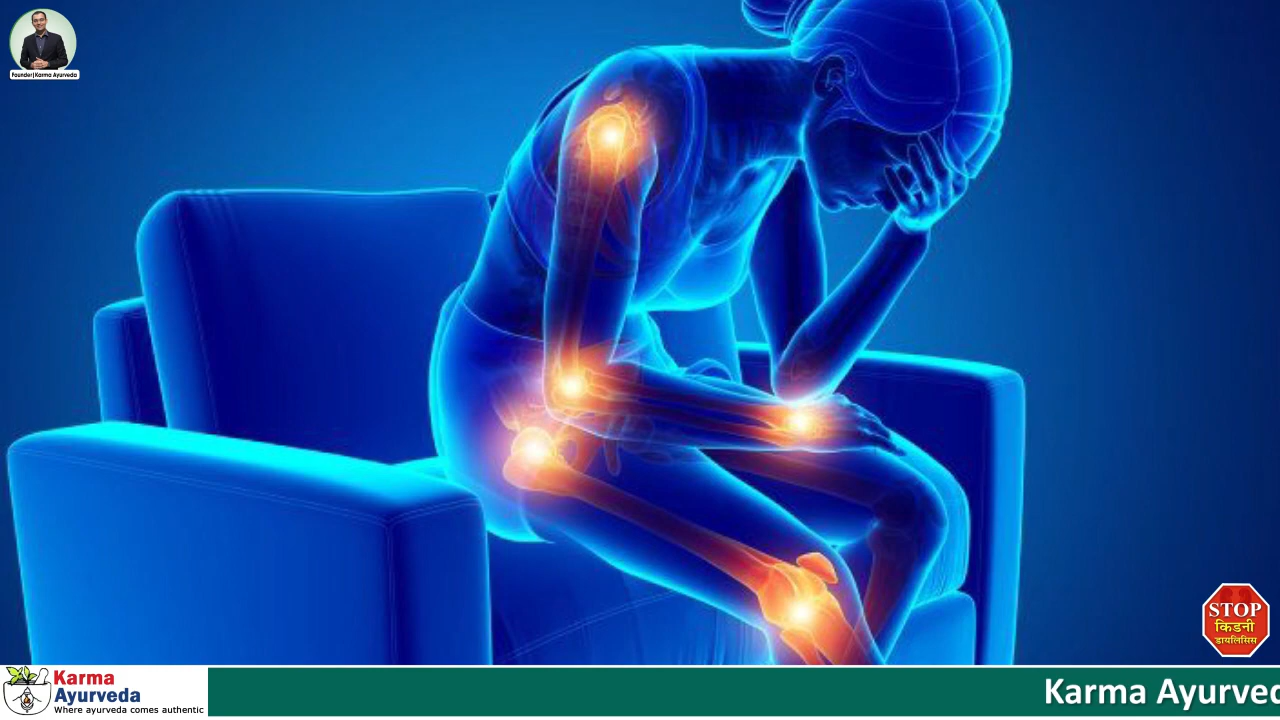 Founder|Karma Ayurveda
STOP
किडनी
डायलिसिस
Karma
Ayurveda
Where ayurveda comes authentic
Karma Ayurved